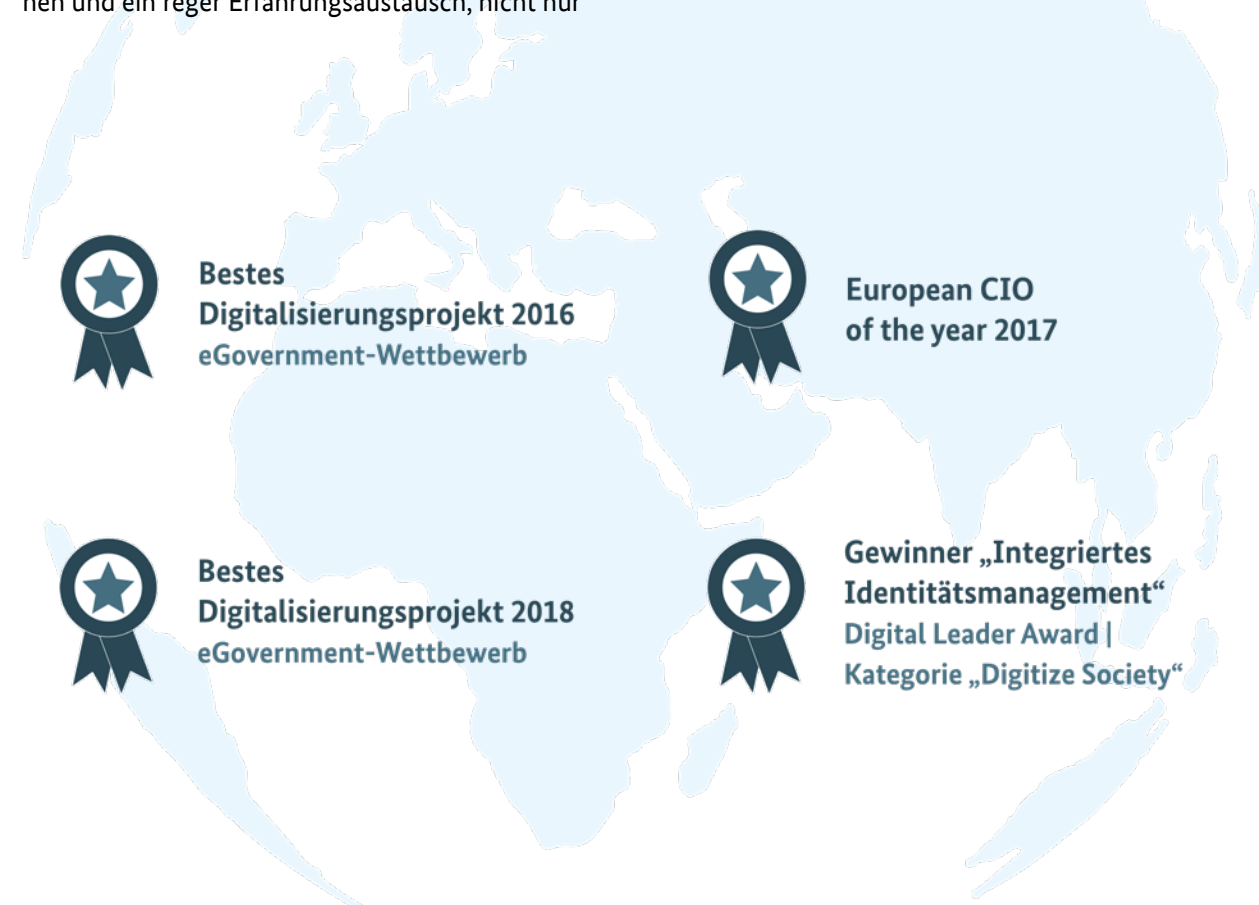 nen und ein reger Erfahrungsaustausch, nicht nur
Bestes
Digitalisierungsprojekt 2016
eGovernment-Wettbewerb
European CIO
of the year 2017
Bestes
Digitalisierungsprojekt 2018
eGovernment-Wettbewerb
Gewinner „Integriertes
Identitätsmanagement“
Digital Leader Award |
Kategorie „Digitize Society“